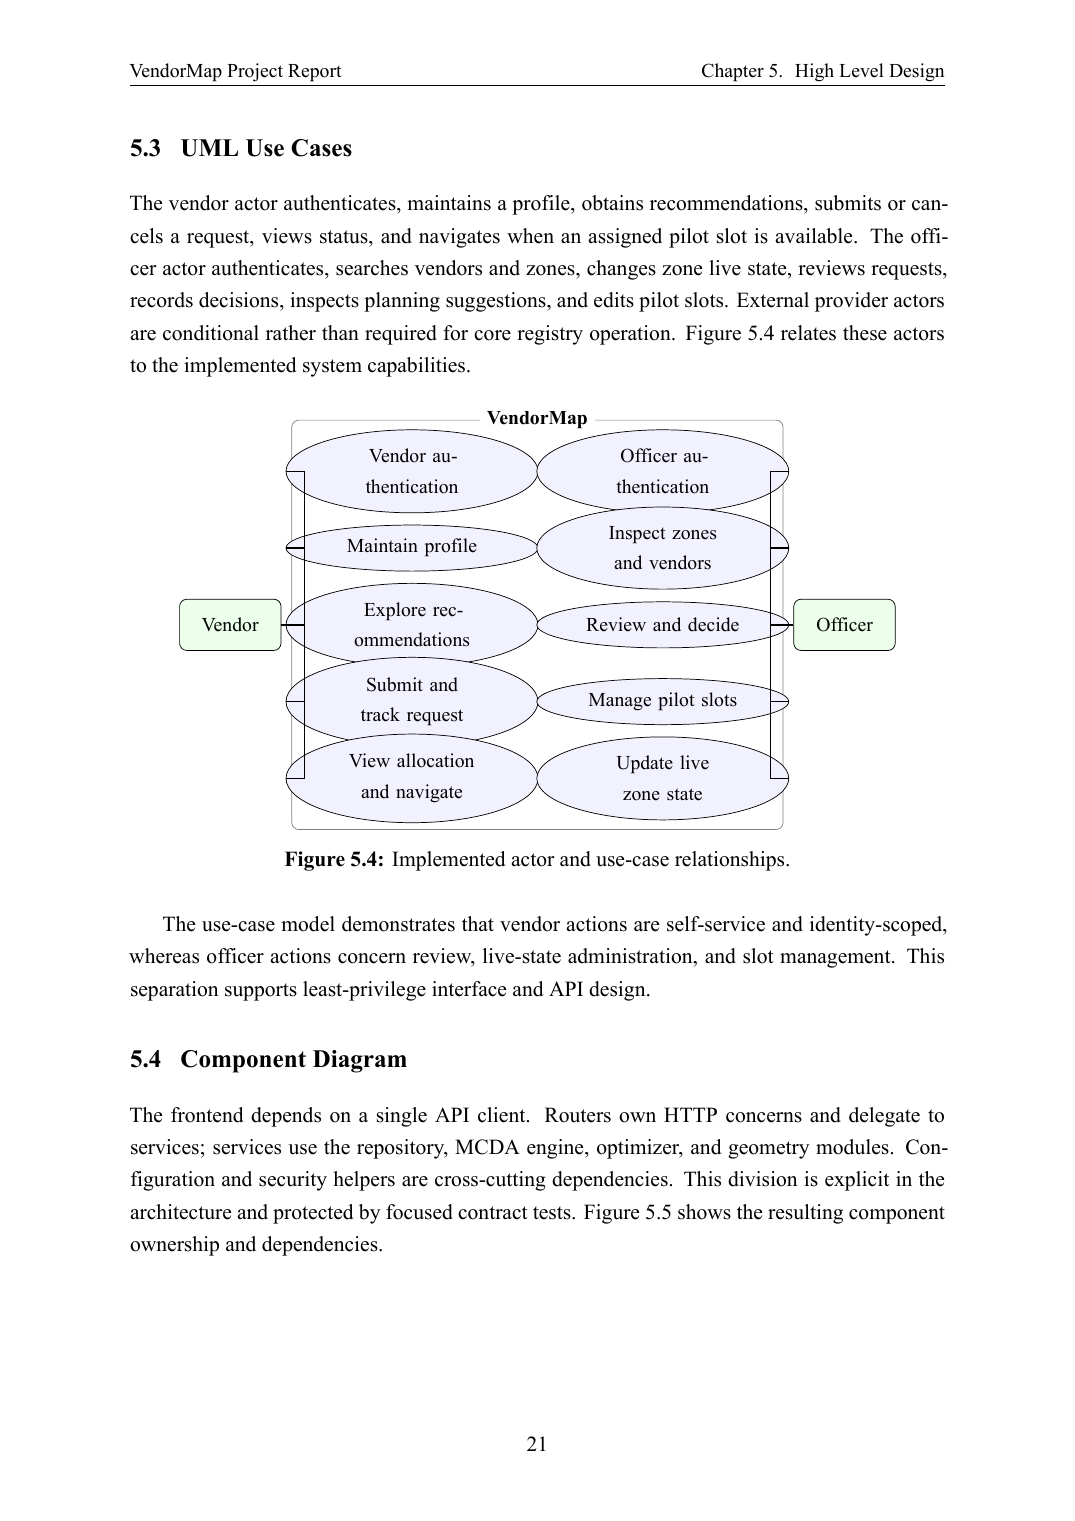 VendorMap Project Report Chapter 5. High Level Design
5.3 UML Use Cases
The vendor actor authenticates, maintains a profile, obtains recommendations, submits or can-
cels a request, views status, and navigates when an assigned pilot slot is available. The offi-
cer actor authenticates, searches vendors and zones, changes zone live state, reviews requests,
records decisions, inspects planning suggestions, and edits pilot slots. External provider actors
are conditional rather than required for core registry operation. Figure 5.4 relates these actors
to the implemented system capabilities.
VendorMap
Vendor au-
thentication
Officer au-
thentication
Maintain profile
Inspect zones
and vendors
Vendor
Explore rec-
ommendations
Review and decide
Officer
Submit and
track request
Manage pilot slots
View allocation
and navigate
Update live
zone state
Figure 5.4: Implemented actor and use-case relationships.
The use-case model demonstrates that vendor actions are self-service and identity-scoped,
whereas officer actions concern review, live-state administration, and slot management. This
separation supports least-privilege interface and API design.
5.4 Component Diagram
The frontend depends on a single API client. Routers own HTTP concerns and delegate to
services; services use the repository, MCDA engine, optimizer, and geometry modules. Con-
figuration and security helpers are cross-cutting dependencies. This division is explicit in the
architecture and protected by focused contract tests. Figure 5.5 shows the resulting component
ownership and dependencies.
21